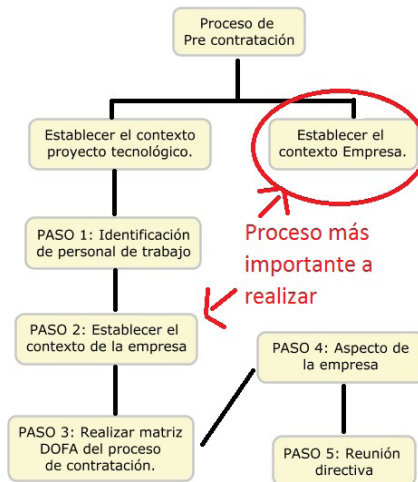 Proceso de
Pre contratación
Establecer el contexto
proyecto tecnológico.
Establecer el
contexto Empresa.
PASO 1: Identificación
de personal de trabajo
Proceso más
importante a
realizar
PASO 2: Establecer el
contexto de la empresa
PASO 4: Aspecto de
la empresa
PASO 3: Realizar matriz
DOFA del proceso
de contratación.
PASO 5: Reunión
directiva